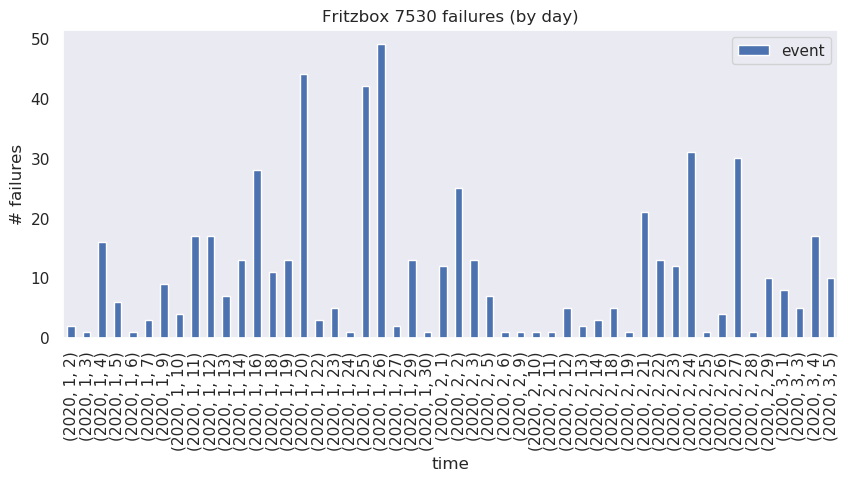 Fritzbox 7530 failures (by day)
event
# failures
50
40
30
20
10
0
(2020, 1, 2)
(2020, 1, 3)
(2020, 1, 4)
(2020, 1, 5)
(2020, 1, 6)
(2020, 1, 7)
(2020, 1, 9)
(2020, 1, 10)
(2020, 1, 11)
(2020, 1, 12)
(2020, 1, 13)
(2020, 1, 14)
(2020, 1, 16)
(2020, 1, 18)
(2020, 1, 19)
(2020, 1, 20)
(2020, 1, 22)
(2020, 1, 23)
(2020, 1, 24)
(2020, 1, 25)
(2020, 1, 26)
(2020, 1, 27)
(2020, 1, 29)
(2020, 1, 30)
(2020, 2, 1)
(2020, 2, 2)
(2020, 2, 3)
(2020, 2, 5)
(2020, 2, 6)
(2020, 2, 9)
(2020, 2, 10)
(2020, 2, 11)
(2020, 2, 12)
(2020, 2, 13)
(2020, 2, 14)
(2020, 2, 18)
(2020, 2, 19)
(2020, 2, 21)
(2020, 2, 22)
(2020, 2, 23)
(2020, 2, 24)
(2020, 2, 25)
(2020, 2, 26)
(2020, 2, 27)
(2020, 2, 28)
(2020, 2, 29)
(2020, 3, 1)
(2020, 3, 3)
(2020, 3, 4)
(2020, 3, 5)
time